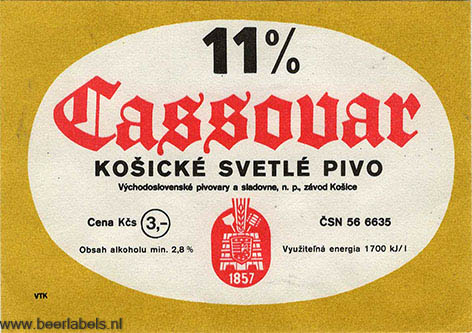 11%
Cassovar
KOŠICKÉ SVETLÉ PIVO
Východoslovenské pivovary a sladovne, n. p., závod Košice
Cena Kčs 3,– ČSN 56 6635
Obsah alkoholu min. 2,8 % Využiteľná energia 1700 kJ/l
1857
VTK
www.beerlabels.nl